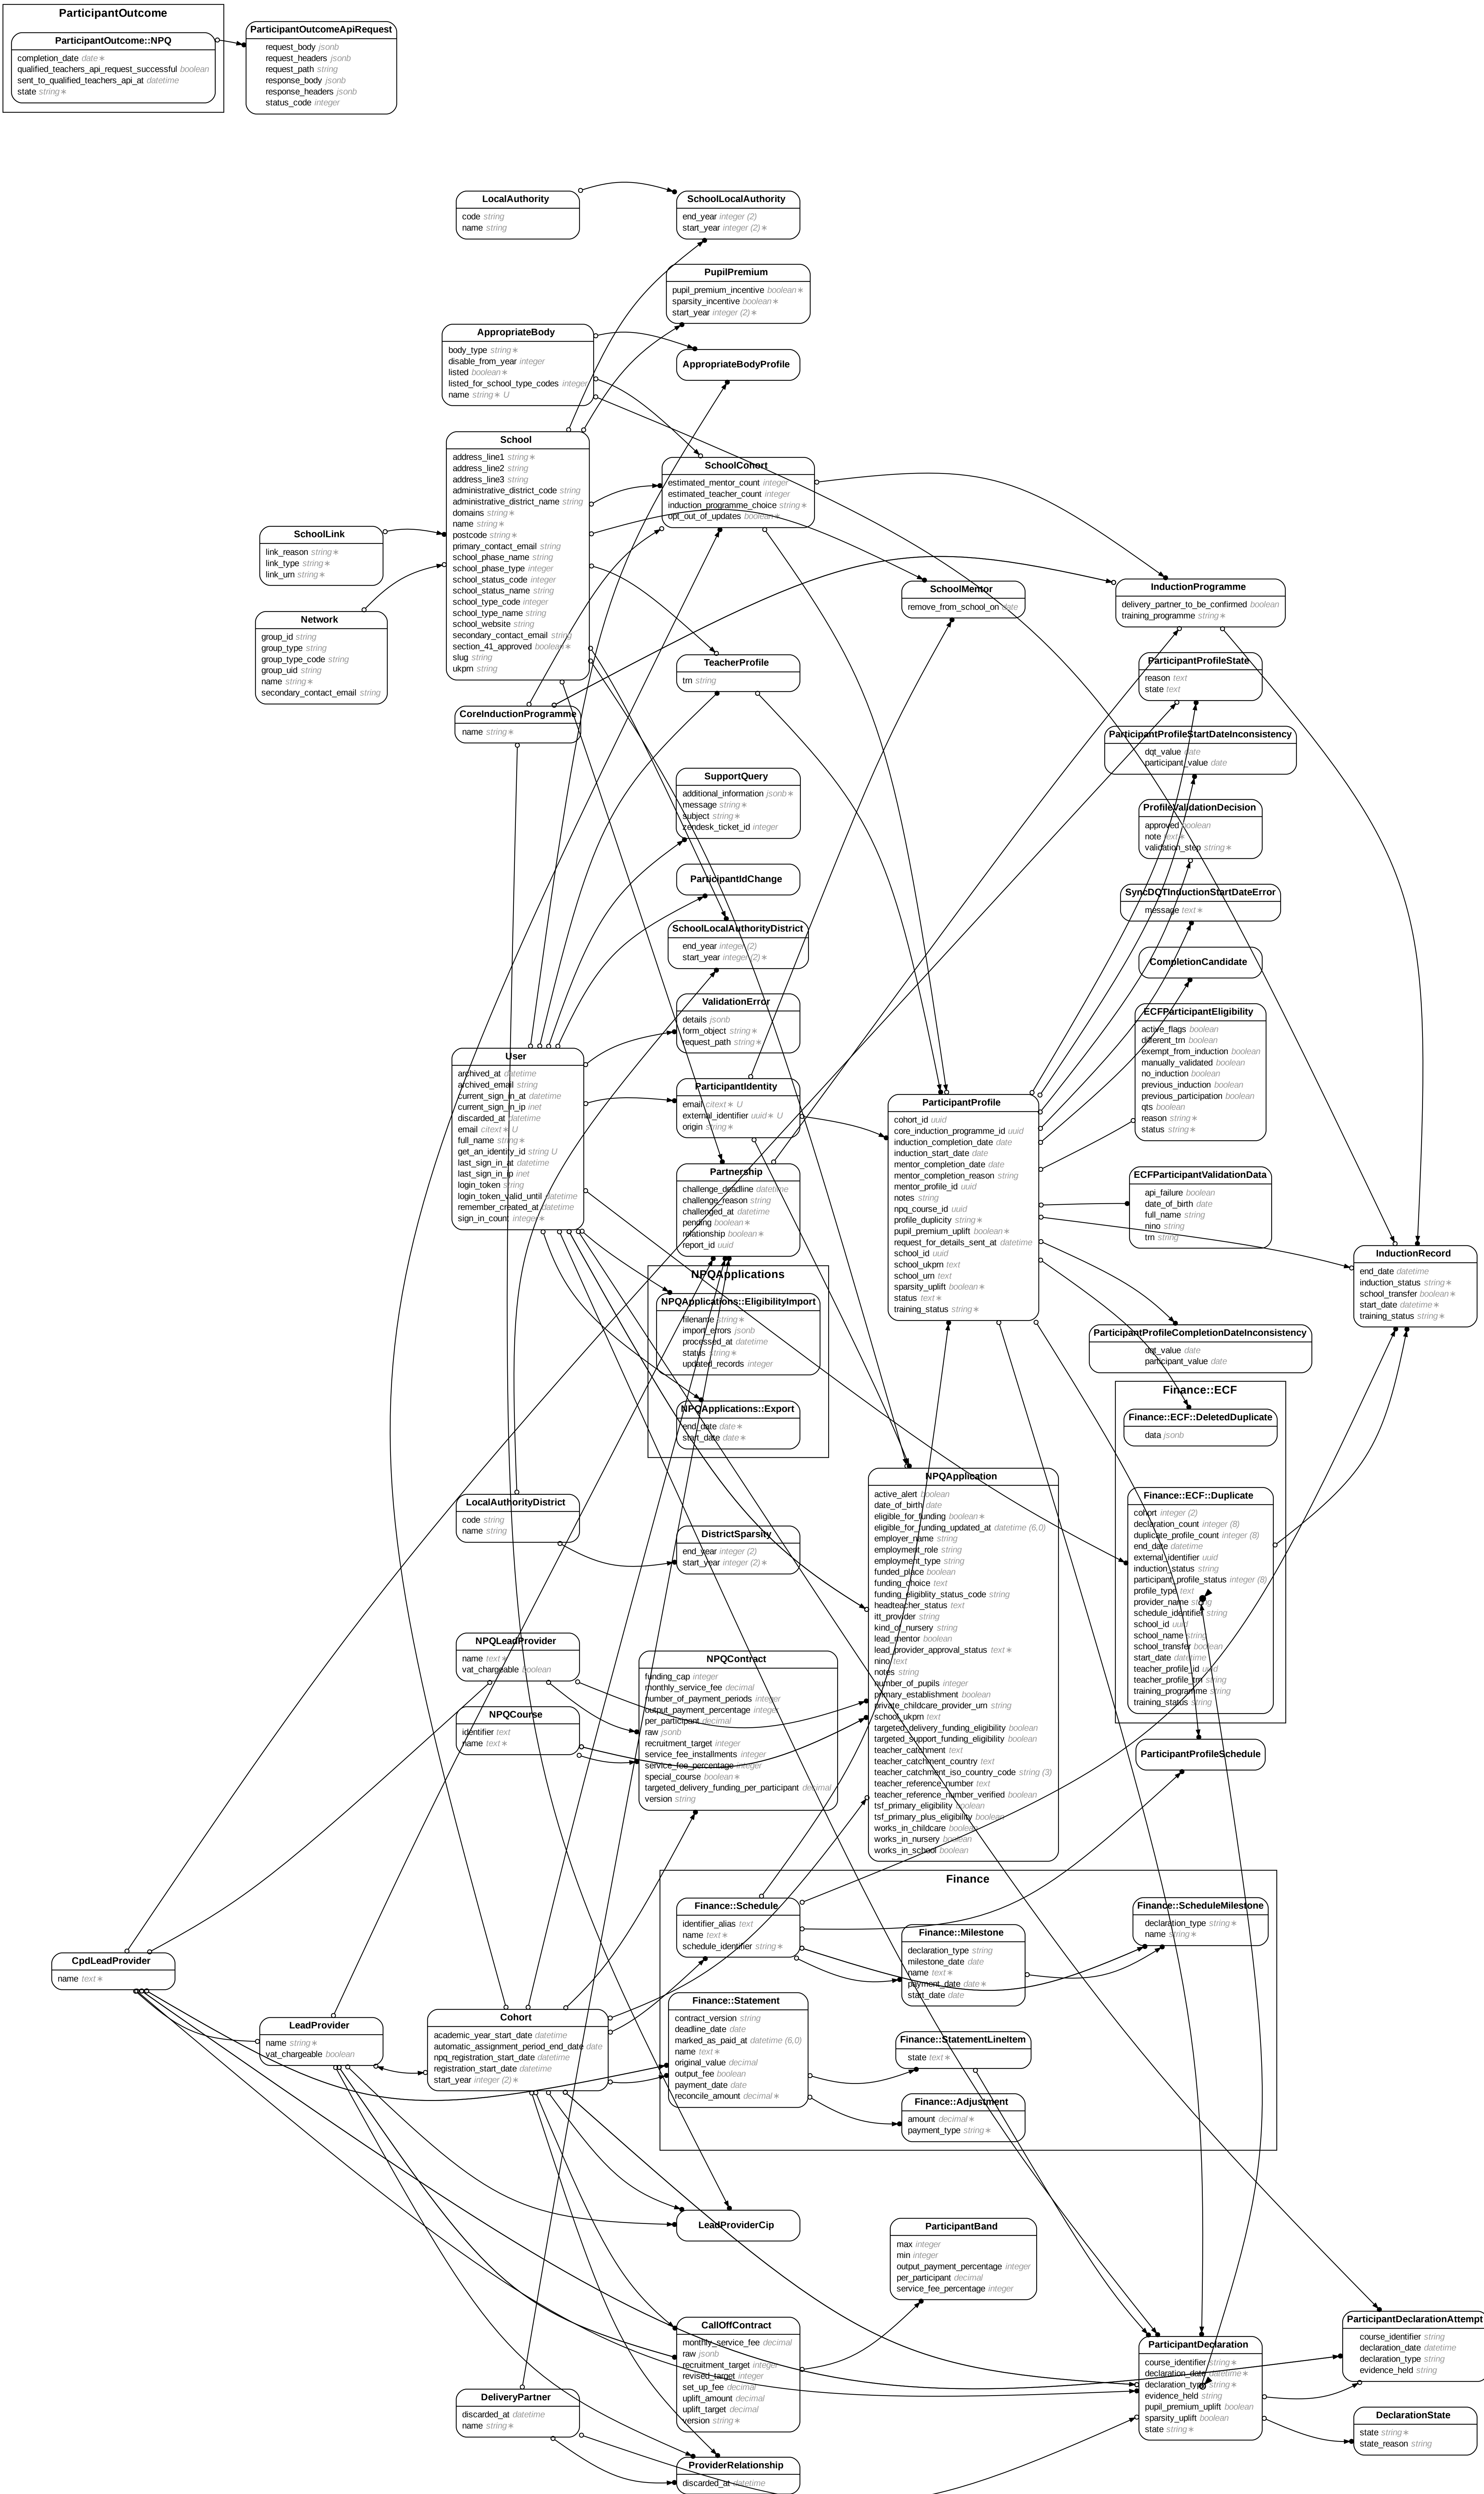 ParticipantOutcome
ParticipantOutcome::NPQ
completion_date date ∗
qualified_teachers_api_request_successful boolean
sent_to_qualified_teachers_api_at datetime
state string ∗
ParticipantOutcomeApiRequest
request_body jsonb
request_headers jsonb
request_path string
response_body jsonb
response_headers jsonb
status_code integer
LocalAuthority
code string
name string
SchoolLocalAuthority
end_year integer (2)
start_year integer (2) ∗
PupilPremium
pupil_premium_incentive boolean ∗
sparsity_incentive boolean ∗
start_year integer (2) ∗
AppropriateBody
body_type string ∗
disable_from_year integer
listed boolean ∗
listed_for_school_type_codes integer
name string ∗ U
AppropriateBodyProfile
School
address_line1 string ∗
address_line2 string
address_line3 string
administrative_district_code string
administrative_district_name string
domains string ∗
name string ∗
postcode string ∗
primary_contact_email string
school_phase_name string
school_phase_type integer
school_status_code integer
school_status_name string
school_type_code integer
school_type_name string
school_website string
secondary_contact_email string
section_41_approved boolean ∗
slug string
ukprn string
SchoolCohort
estimated_mentor_count integer
estimated_teacher_count integer
induction_programme_choice string ∗
opt_out_of_updates boolean ∗
SchoolLink
link_reason string ∗
link_type string ∗
link_urn string ∗
Network
group_id string
group_type string
group_type_code string
group_uid string
name string ∗
secondary_contact_email string
SchoolMentor
remove_from_school_on date
InductionProgramme
delivery_partner_to_be_confirmed boolean
training_programme string ∗
TeacherProfile
trn string
ParticipantProfileState
reason text
state text
CoreInductionProgramme
name string ∗
ParticipantProfileStartDateInconsistency
dqt_value date
participant_value date
SupportQuery
additional_information jsonb ∗
message string ∗
subject string ∗
zendesk_ticket_id integer
ProfileValidationDecision
approved boolean
note text ∗
validation_step string ∗
ParticipantIdChange
SyncDQTInductionStartDateError
message text ∗
SchoolLocalAuthorityDistrict
end_year integer (2)
start_year integer (2) ∗
CompletionCandidate
ValidationError
details jsonb
form_object string ∗
request_path string ∗
ECFParticipantEligibility
active_flags boolean
different_trn boolean
exempt_from_induction boolean
manually_validated boolean
no_induction boolean
previous_induction boolean
previous_participation boolean
qts boolean
reason string ∗
status string ∗
User
archived_at datetime
archived_email string
current_sign_in_at datetime
current_sign_in_ip inet
discarded_at datetime
email citext ∗ U
full_name string ∗
get_an_identity_id string U
last_sign_in_at datetime
last_sign_in_ip inet
login_token string
login_token_valid_until datetime
remember_created_at datetime
sign_in_count integer ∗
ParticipantIdentity
email citext ∗ U
external_identifier uuid ∗ U
origin string ∗
ParticipantProfile
cohort_id uuid
core_induction_programme_id uuid
induction_completion_date date
induction_start_date date
mentor_completion_date date
mentor_completion_reason string
mentor_profile_id uuid
notes string
npq_course_id uuid
profile_duplicity string ∗
pupil_premium_uplift boolean ∗
request_for_details_sent_at datetime
school_id uuid
school_ukprn text
school_urn text
sparsity_uplift boolean ∗
status text ∗
training_status string ∗
Partnership
challenge_deadline datetime
challenge_reason string
challenged_at datetime
pending boolean ∗
relationship boolean ∗
report_id uuid
ECFParticipantValidationData
api_failure boolean
date_of_birth date
full_name string
nino string
trn string
InductionRecord
end_date datetime
induction_status string ∗
school_transfer boolean ∗
start_date datetime ∗
training_status string ∗
NPQApplications
NPQApplications::EligibilityImport
filename string ∗
import_errors jsonb
processed_at datetime
status string ∗
updated_records integer
NPQApplications::Export
end_date date ∗
start_date date ∗
ParticipantProfileCompletionDateInconsistency
dqt_value date
participant_value date
Finance::ECF
Finance::ECF::DeletedDuplicate
data jsonb
Finance::ECF::Duplicate
cohort integer (2)
declaration_count integer (8)
duplicate_profile_count integer (8)
end_date datetime
external_identifier uuid
induction_status string
participant_profile_status integer (8)
profile_type text
provider_name string
schedule_identifier string
school_id uuid
school_name string
school_transfer boolean
start_date datetime
teacher_profile_id uuid
teacher_profile_trn string
training_programme string
training_status string
NPQApplication
active_alert boolean
date_of_birth date
eligible_for_funding boolean ∗
eligible_for_funding_updated_at datetime (6,0)
employer_name string
employment_role string
employment_type string
funded_place boolean
funding_choice text
funding_eligiblity_status_code string
headteacher_status text
itt_provider string
kind_of_nursery string
lead_mentor boolean
lead_provider_approval_status text ∗
nino text
notes string
number_of_pupils integer
primary_establishment boolean
private_childcare_provider_urn string
school_ukprn text
targeted_delivery_funding_eligibility boolean
targeted_support_funding_eligibility boolean
teacher_catchment text
teacher_catchment_country text
teacher_catchment_iso_country_code string (3)
teacher_reference_number text
teacher_reference_number_verified boolean
tsf_primary_eligibility boolean
tsf_primary_plus_eligibility boolean
works_in_childcare boolean
works_in_nursery boolean
works_in_school boolean
LocalAuthorityDistrict
code string
name string
DistrictSparsity
end_year integer (2)
start_year integer (2) ∗
NPQLeadProvider
name text ∗
vat_chargeable boolean
NPQCourse
identifier text
name text ∗
NPQContract
funding_cap integer
monthly_service_fee decimal
number_of_payment_periods integer
output_payment_percentage integer
per_participant decimal
raw jsonb
recruitment_target integer
service_fee_installments integer
service_fee_percentage integer
special_course boolean ∗
targeted_delivery_funding_per_participant decimal
version string
ParticipantProfileSchedule
Finance
Finance::Schedule
identifier_alias text
name text ∗
schedule_identifier string ∗
Finance::Milestone
declaration_type string
milestone_date date
name text ∗
payment_date date ∗
start_date date
Finance::ScheduleMilestone
declaration_type string ∗
name string ∗
Finance::Statement
contract_version string
deadline_date date
marked_as_paid_at datetime (6,0)
name text ∗
original_value decimal
output_fee boolean
payment_date date
reconcile_amount decimal ∗
Finance::StatementLineItem
state text ∗
Finance::Adjustment
amount decimal ∗
payment_type string ∗
CpdLeadProvider
name text ∗
LeadProvider
name string ∗
vat_chargeable boolean
Cohort
academic_year_start_date datetime
automatic_assignment_period_end_date date
npq_registration_start_date datetime
registration_start_date datetime
start_year integer (2) ∗
LeadProviderCip
ParticipantBand
max integer
min integer
output_payment_percentage integer
per_participant decimal
service_fee_percentage integer
CallOffContract
monthly_service_fee decimal
raw jsonb
recruitment_target integer
revised_target integer
set_up_fee decimal
uplift_amount decimal
uplift_target decimal
version string ∗
ParticipantDeclaration
course_identifier string ∗
declaration_date datetime ∗
declaration_type string ∗
evidence_held string
pupil_premium_uplift boolean
sparsity_uplift boolean
state string ∗
ParticipantDeclarationAttempt
course_identifier string
declaration_date datetime
declaration_type string
evidence_held string
DeclarationState
state string ∗
state_reason string
DeliveryPartner
discarded_at datetime
name string ∗
ProviderRelationship
discarded_at datetime